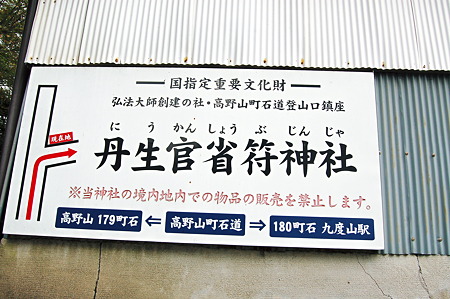 ― 国指定重要文化財 ―
弘法大師創建の社・高野山町石道登山口鎮座
に う かん しょう ぶ じん じゃ
丹生官省符神社
現在地
※当神社の境内地内での物品の販売を禁止します。
高野山 179町石 ⇐ 高野山町石道 ⇒ 180町石 九度山駅